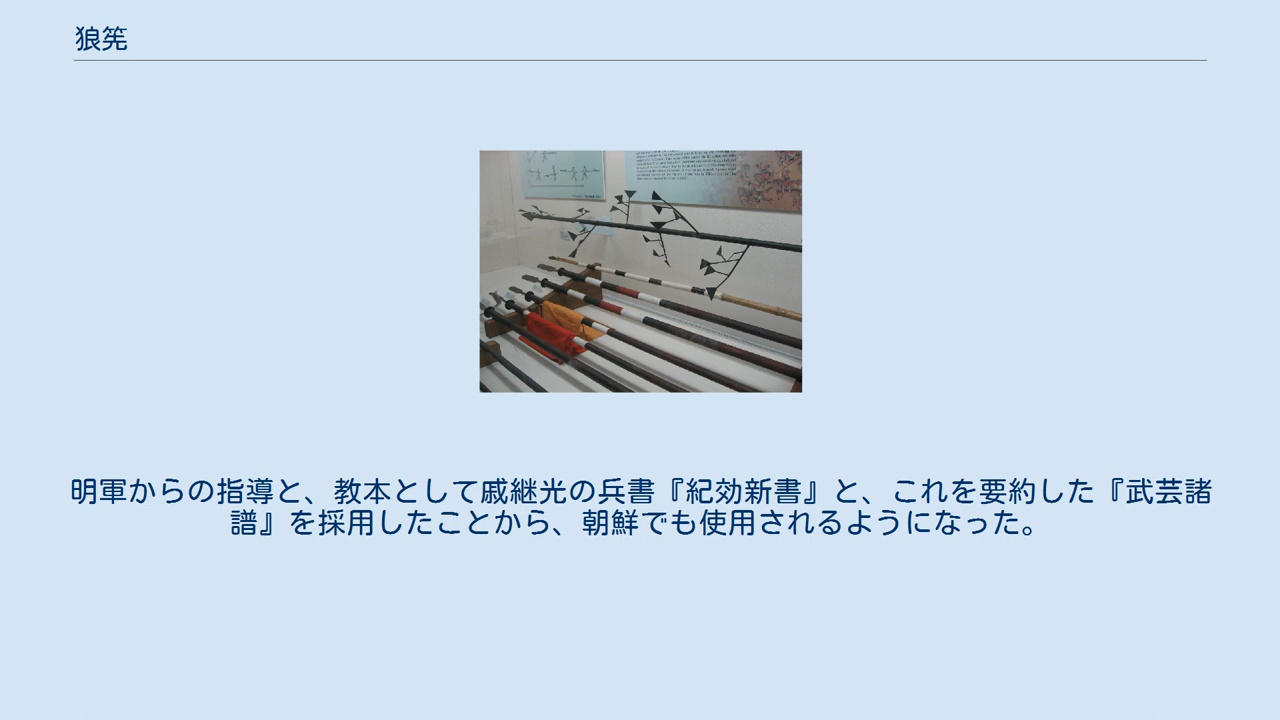 狼筅
明軍からの指導と、教本として戚継光の兵書『紀効新書』と、これを要約した『武芸諸
譜』を採用したことから、朝鮮でも使用されるようになった。